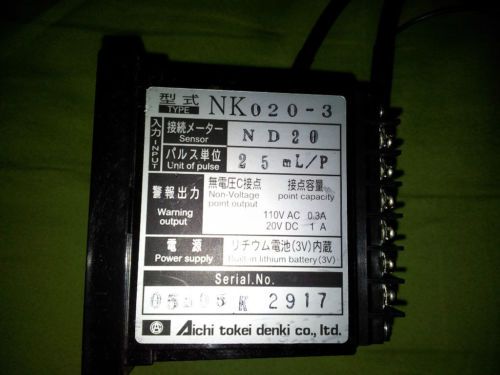 型式 NK020-3
TYPE
入力 INPUT
接続メーター ND20
Sensor
パルス単位 25 mL/P
Unit of pulse
警報出力 無電圧C接点 接点容量
Warning output Non-Voltage point output point capacity
110V AC 0.3A
20V DC 1 A
電源 リチウム電池(3V)内蔵
Power supply Built-in lithium battery(3V)
Serial.No.
K 2917
Aichi tokei denki co., ltd.